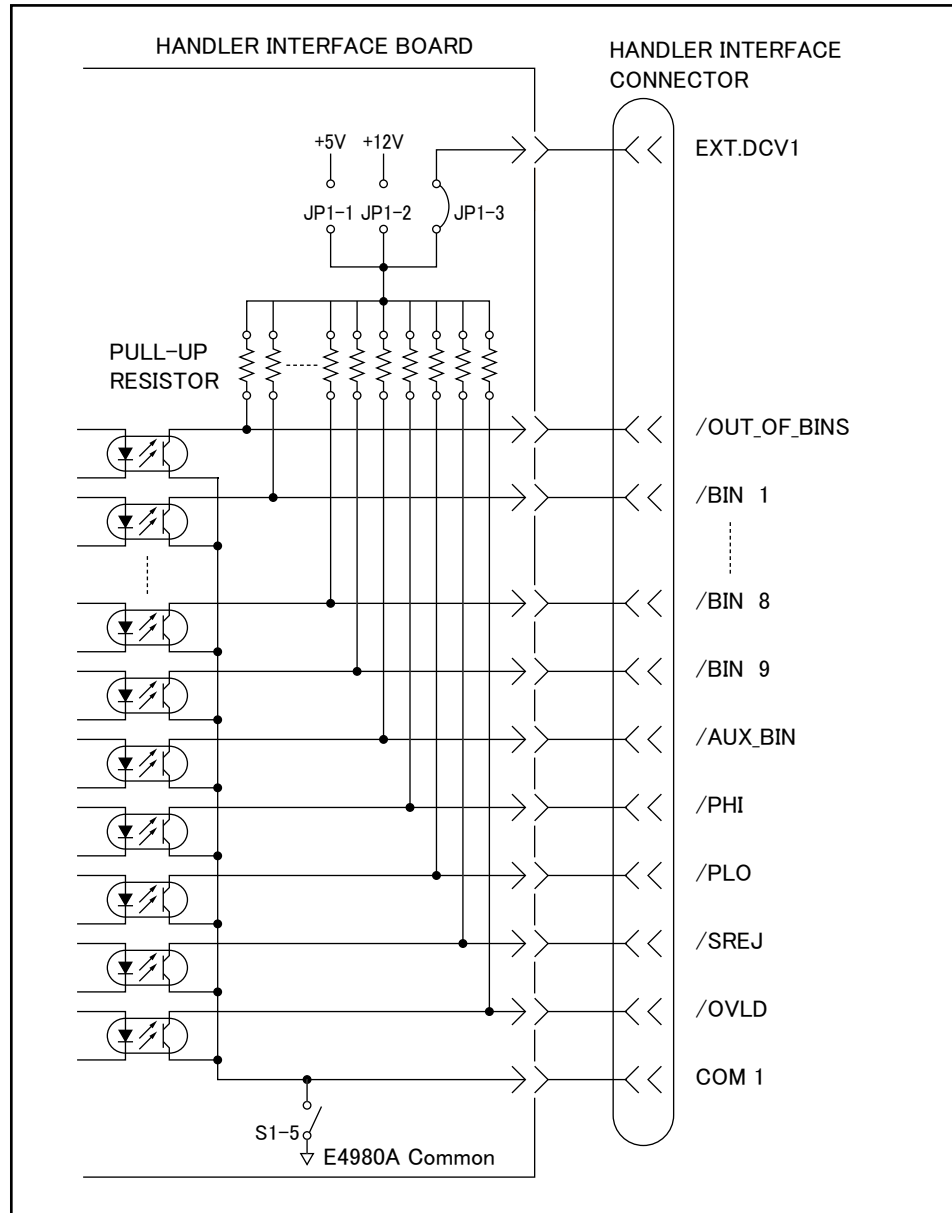 HANDLER INTERFACE BOARD
HANDLER INTERFACE
CONNECTOR
+5V +12V
EXT.DCV1
JP1-1 JP1-2 JP1-3
PULL-UP
RESISTOR
/OUT_OF_BINS
/BIN 1
/BIN 8
/BIN 9
/AUX_BIN
/PHI
/PLO
/SREJ
/OVLD
COM 1
S1-5
E4980A Common